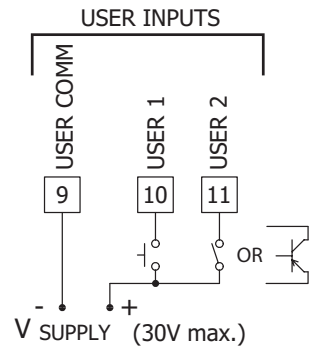 USER INPUTS
USER COMM
USER 1
USER 2
9
10
11
OR
- +
V SUPPLY (30V max.)